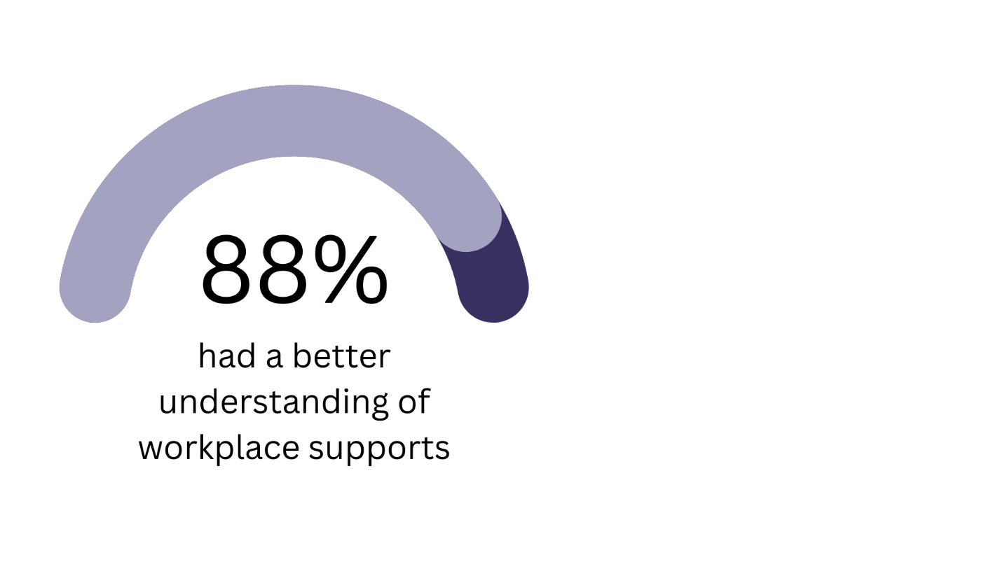 88%
had a better
understanding of
workplace supports